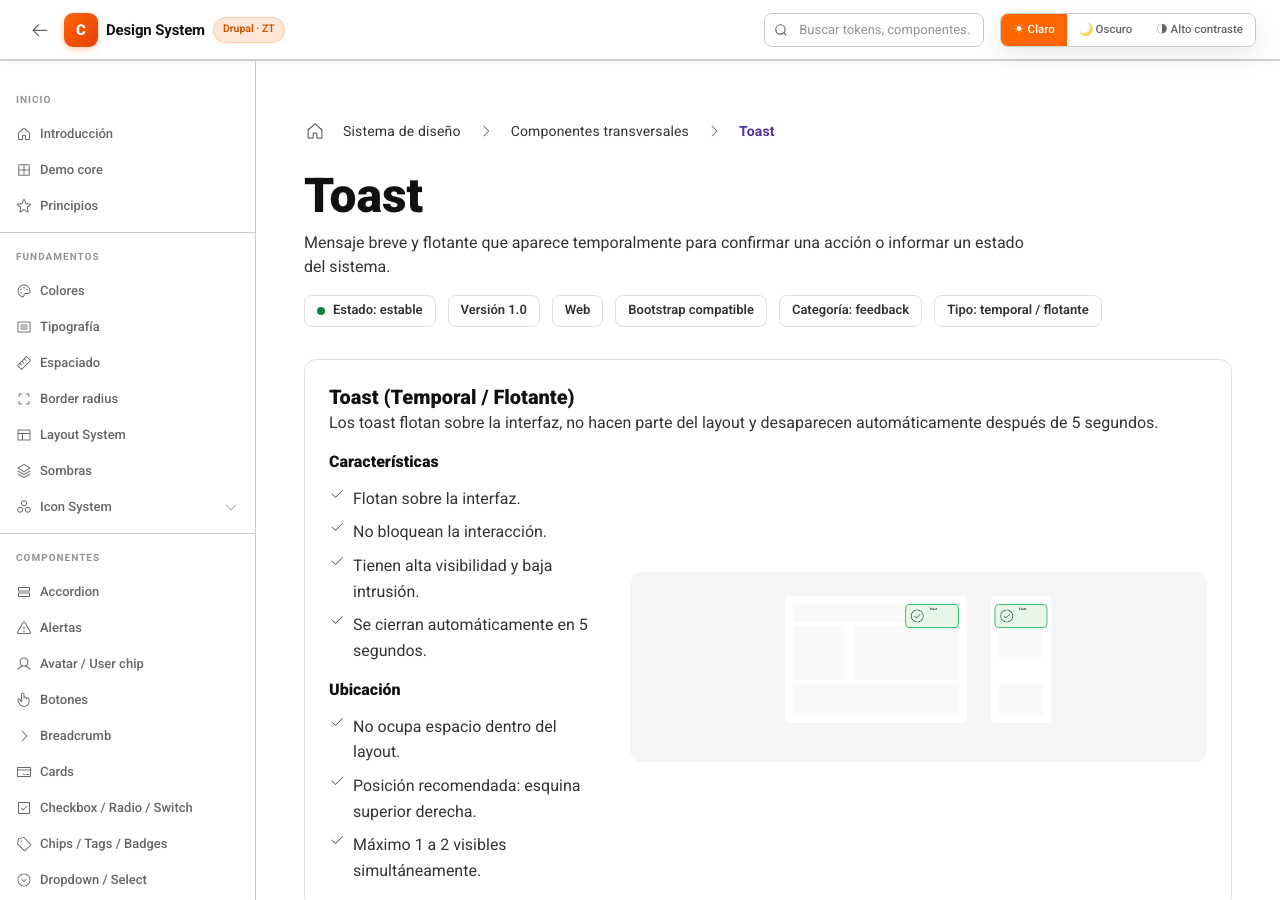 C Design System Drupal · ZT
Buscar tokens, componentes.
Claro Oscuro Alto contraste
INICIO
Introducción
Demo core
Principios
FUNDAMENTOS
Colores
Tipografía
Espaciado
Border radius
Layout System
Sombras
Icon System
COMPONENTES
Accordion
Alertas
Avatar / User chip
Botones
Breadcrumb
Cards
Checkbox / Radio / Switch
Chips / Tags / Badges
Dropdown / Select
Sistema de diseño Componentes transversales Toast
Toast
Mensaje breve y flotante que aparece temporalmente para confirmar una acción o informar un estado
del sistema.
Estado: estable Versión 1.0 Web Bootstrap compatible Categoría: feedback Tipo: temporal / flotante
Toast (Temporal / Flotante)
Los toast flotan sobre la interfaz, no hacen parte del layout y desaparecen automáticamente después de 5 segundos.
Características
Flotan sobre la interfaz.
No bloquean la interacción.
Tienen alta visibilidad y baja
intrusión.
Se cierran automáticamente en 5
segundos.
Ubicación
No ocupa espacio dentro del
layout.
Posición recomendada: esquina
superior derecha.
Máximo 1 a 2 visibles
simultáneamente.
Toast
Toast